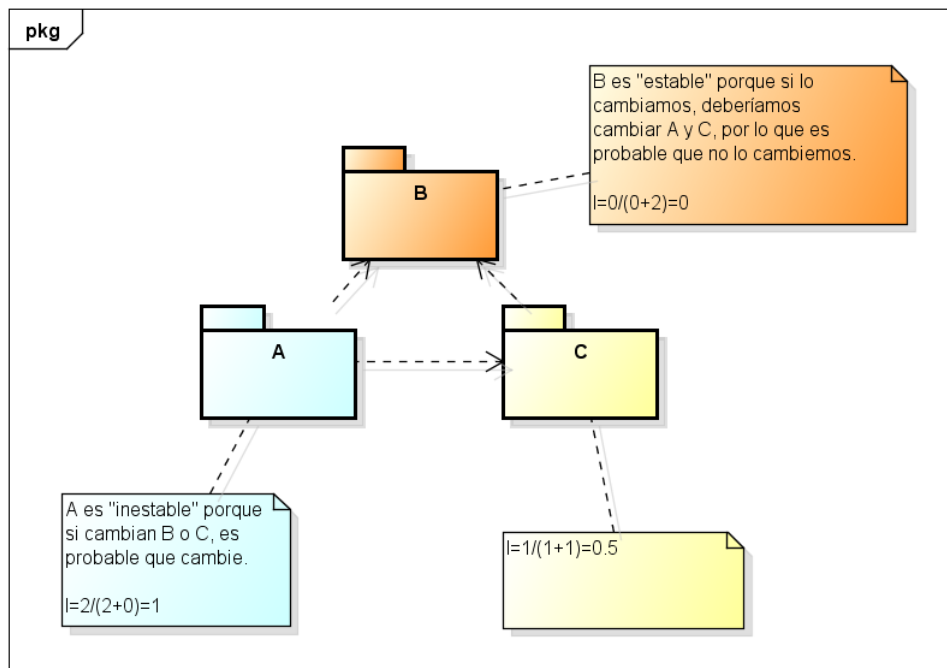 pkg
B es "estable" porque si lo
cambiamos, deberíamos
cambiar A y C, por lo que es
probable que no lo cambiemos.
I=0/(0+2)=0
B
A
C
A es "inestable" porque
si cambian B o C, es
probable que cambie.
I=2/(2+0)=1
I=1/(1+1)=0.5